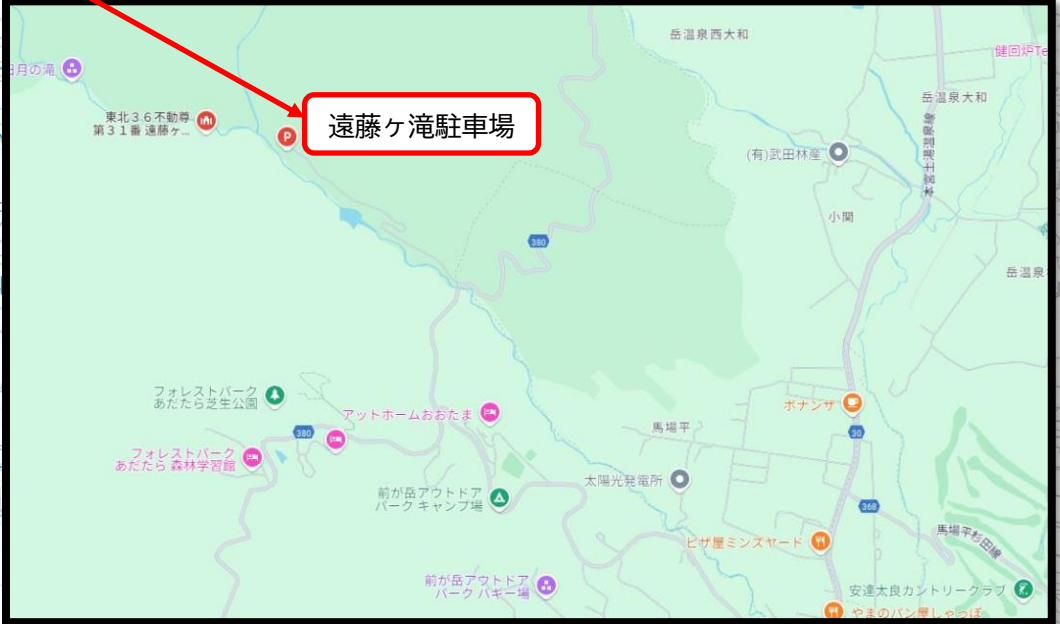 岳温泉西大和
健回炉Te
日月の滝
岳温泉大和
東北36不動尊
第31番 遠藤ヶ...
P
遠藤ヶ滝駐車場
(有)武田林産
本宮土湯温泉線
小関
380
岳温泉
フォレストパーク
あだたら芝生公園
アットホームおおたま
ボナンザ
380
馬場平
30
フォレストパーク
あだたら 森林学習館
太陽光発電所
前が岳アウトドア
パーク キャンプ場
368
馬場平杉田線
ピザ屋ミンズヤード
前が岳アウトドア
パーク バギー場
安達太良カントリークラブ
やまのパン屋しゃっぽ